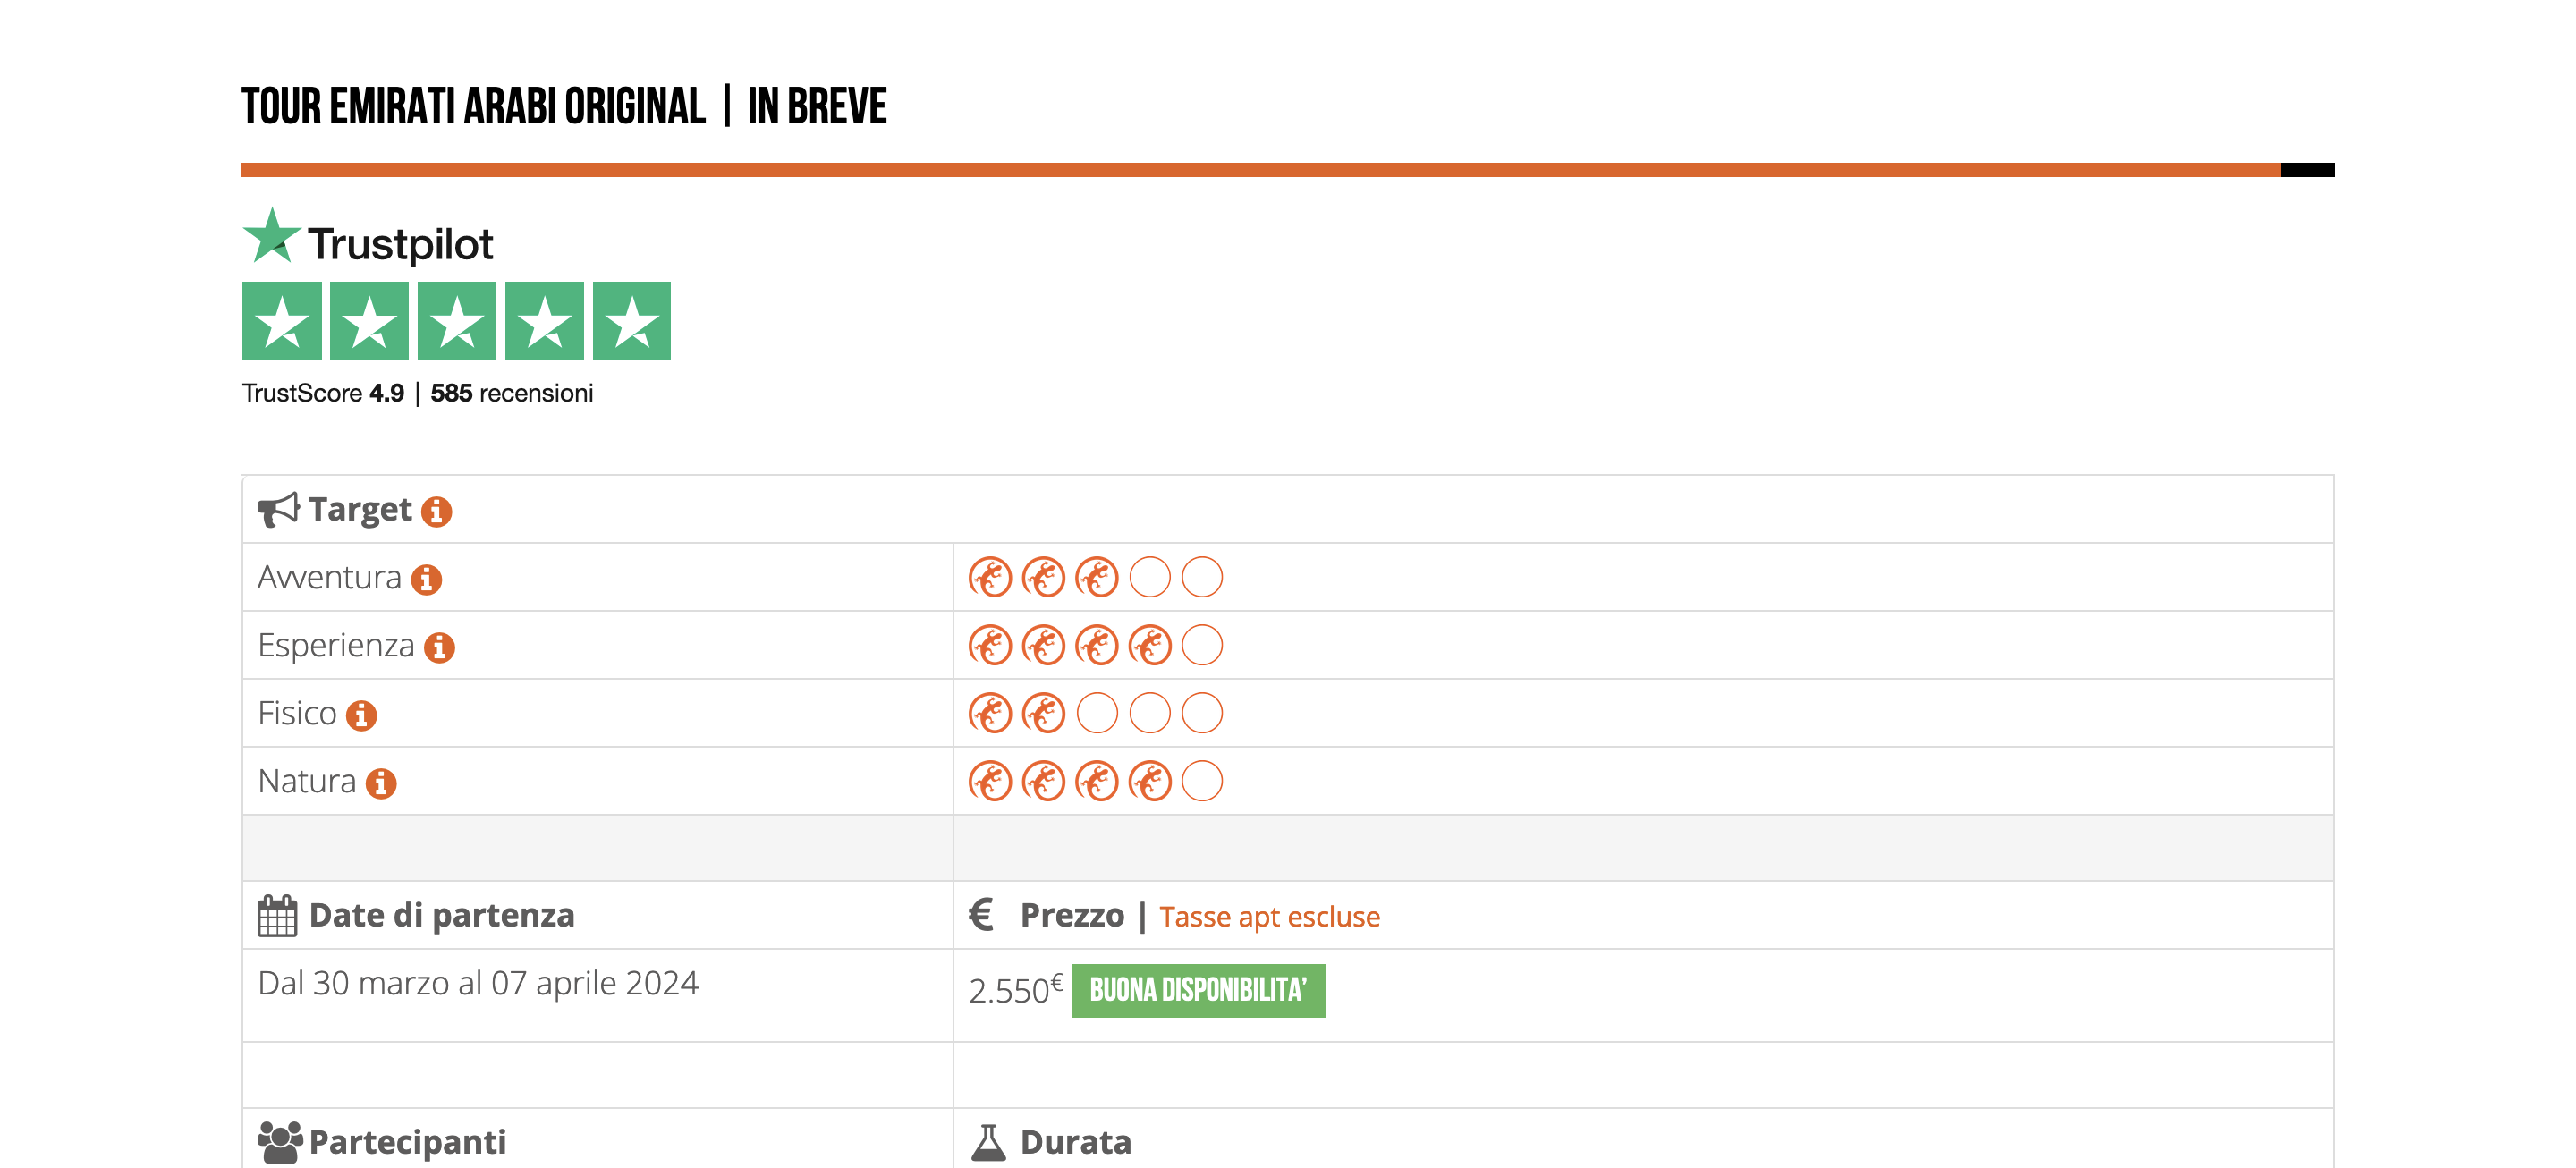 TOUR EMIRATI ARABI ORIGINAL | IN BREVE
Trustpilot
TrustScore 4.9 | 585 recensioni
Target
Avventura
Esperienza
Fisico
Natura
Date di partenza
€ Prezzo | Tasse apt escluse
Dal 30 marzo al 07 aprile 2024
2.550€ BUONA DISPONIBILITA'
Partecipanti
Durata